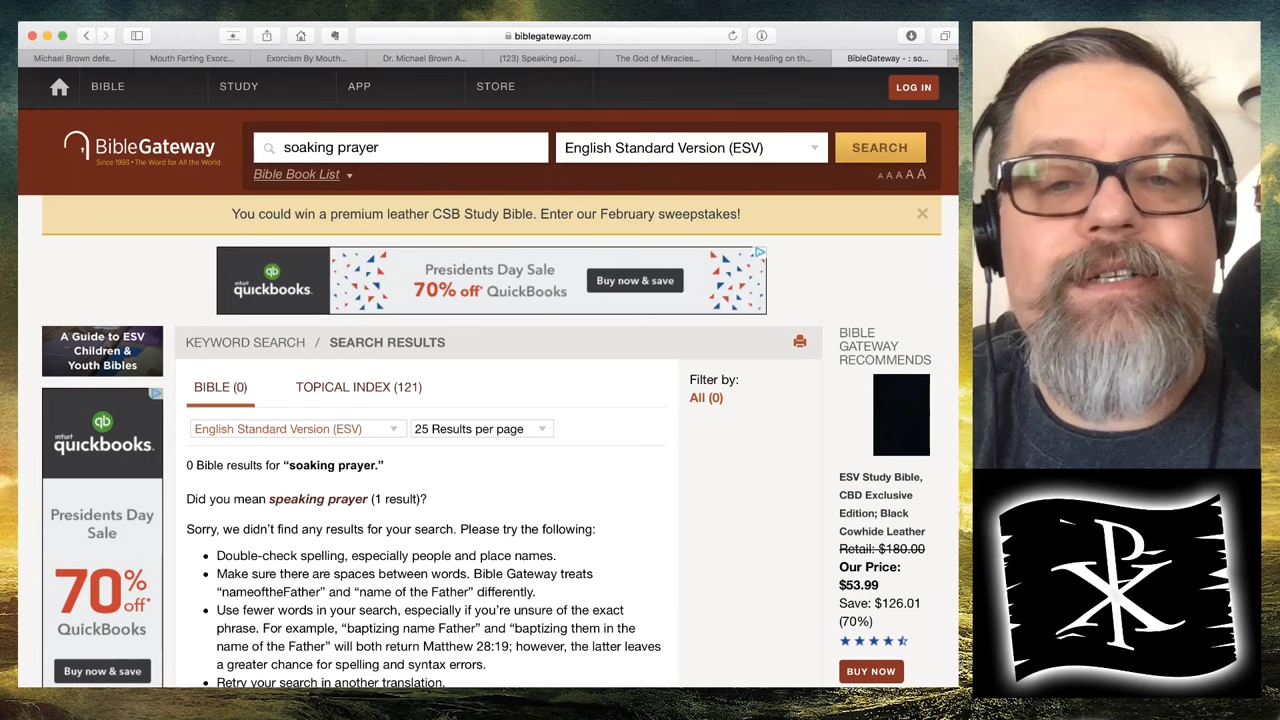 biblegateway.com
Michael Brown defe...
Mouth Farting Exorc...
Exorcism By Mouth...
Dr. Michael Brown A...
(123) Speaking posi...
The God of Miracles...
More Healing on th...
BibleGateway - : so...
BIBLE
STUDY
APP
STORE
LOG IN
BibleGateway
Since 1993 • The Word for All the World
soaking prayer
English Standard Version (ESV)
SEARCH
Bible Book List
A A A A A
You could win a premium leather CSB Study Bible. Enter our February sweepstakes!
qb
intuit
quickbooks.
Presidents Day Sale
70% off* QuickBooks
Buy now & save
A Guide to ESV
Children &
Youth Bibles
qb
intuit
quickbooks.
Presidents Day
Sale
70% off*
QuickBooks
Buy now & save
KEYWORD SEARCH / SEARCH RESULTS
BIBLE (0)
TOPICAL INDEX (121)
English Standard Version (ESV)
25 Results per page
0 Bible results for “soaking prayer.”
Did you mean speaking prayer (1 result)?
Sorry, we didn’t find any results for your search. Please try the following:
• Double-check spelling, especially people and place names.
• Make sure there are spaces between words. Bible Gateway treats
“nameoftheFather” and “name of the Father” differently.
• Use fewer words in your search, especially if you’re unsure of the exact
phrase. For example, “baptizing name Father” and “baptizing them in the
name of the Father” will both return Matthew 28:19; however, the latter leaves
a greater chance for spelling and syntax errors.
• Retry your search in another translation.
Filter by:
All (0)
BIBLE
GATEWAY
RECOMMENDS
ESV Study Bible,
CBD Exclusive
Edition; Black
Cowhide Leather
Retail: $180.00
Our Price:
$53.99
Save: $126.01
(70%)
BUY NOW